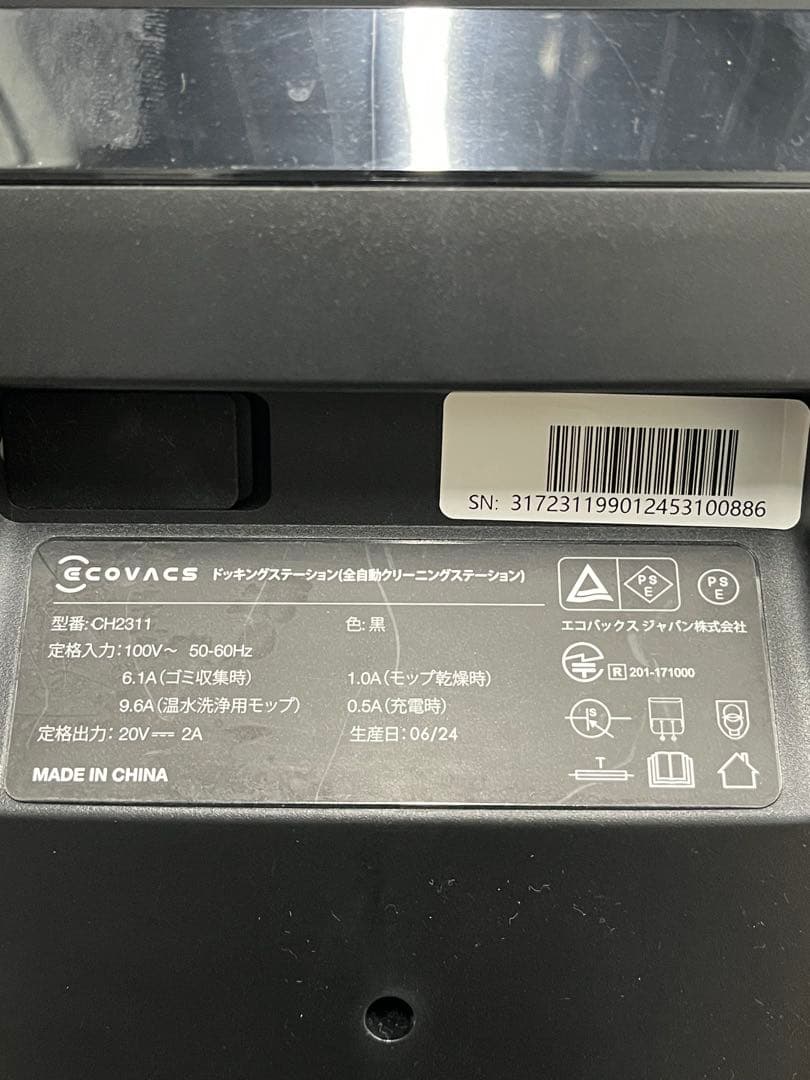 SN: 317231199012453100886
ECOVACS ドッキングステーション(全自動クリーニングステーション)
型番:CH2311 色:黒
定格入力:100V～ 50-60Hz
6.1A(ゴミ収集時) 1.0A(モップ乾燥時)
9.6A(温水洗浄用モップ) 0.5A(充電時)
定格出力:20V⎓ 2A 生産日:06/24
MADE IN CHINA
PS
E
PS
E
エコバックス ジャパン株式会社
R 201-171000
IS
T